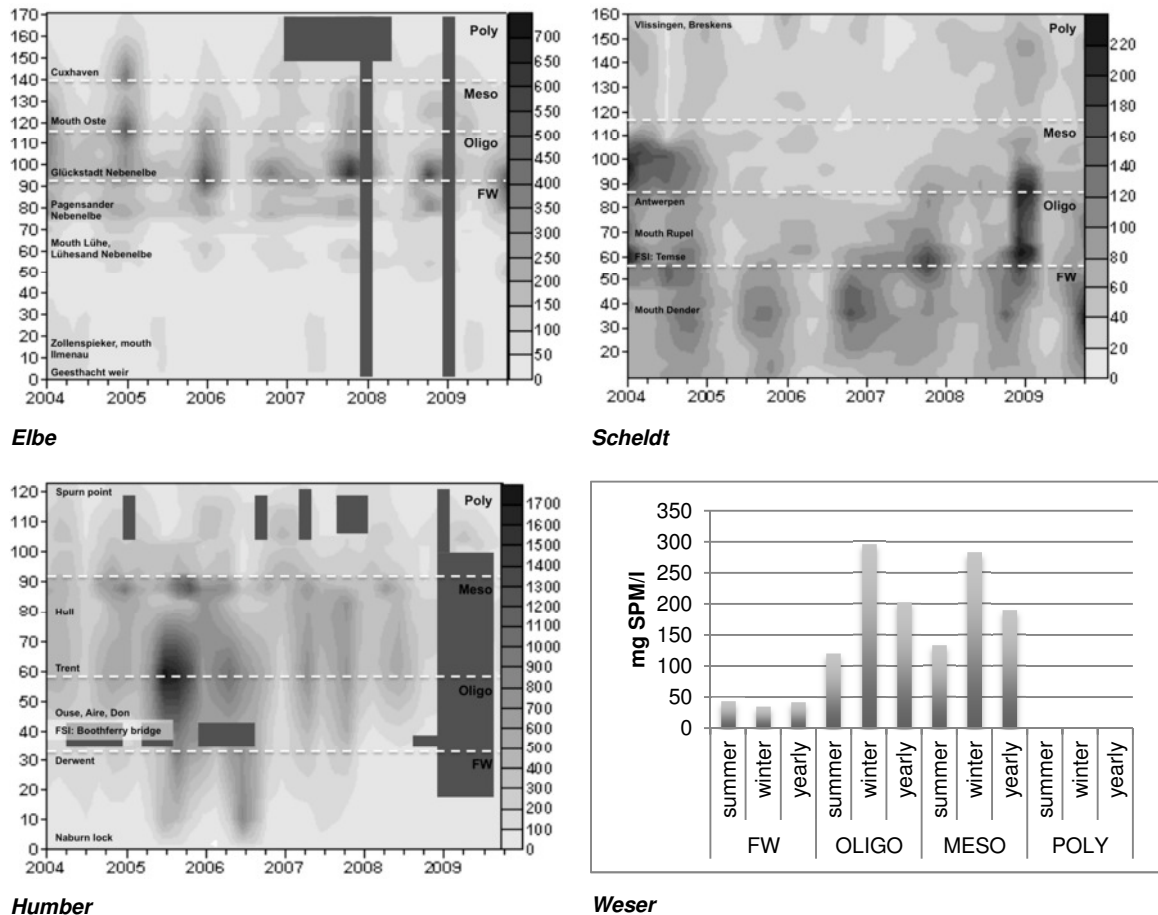 170
160
150
140
130
120
110
100
90
80
70
60
50
40
30
20
10
0
Poly
Cuxhaven
Meso
Mouth Oste
Oligo
Glückstadt Nebenelbe
FW
Pagensander
Nebenelbe
Mouth Lühe,
Lühesand Nebenelbe
Zollenspieker, mouth
Ilmenau
Geesthacht weir
2004 2005 2006 2007 2008 2009
700
650
600
550
500
450
400
350
300
250
200
150
100
50
0
Elbe
160
150
140
130
120
110
100
90
80
70
60
50
40
30
20
Vlissingen, Breskens
Poly
Meso
Antwerpen
Oligo
Mouth Rupel
FSI: Temse
FW
Mouth Dender
2004 2005 2006 2007 2008 2009
220
200
180
160
140
120
100
80
60
40
20
0
Scheldt
120
110
100
90
80
70
60
50
40
30
20
10
0
Spurn point
Poly
Meso
Hull
Trent
Oligo
Ouse, Aire, Don
FSI: Boothferry bridge
FW
Derwent
Naburn lock
2004 2005 2006 2007 2008 2009
1700
1600
1500
1400
1300
1200
1100
1000
900
800
700
600
500
400
300
200
100
Humber
mg SPM/l
350
300
250
200
150
100
50
0
summer winter yearly summer winter yearly summer winter yearly summer winter yearly
FW OLIGO MESO POLY
Weser